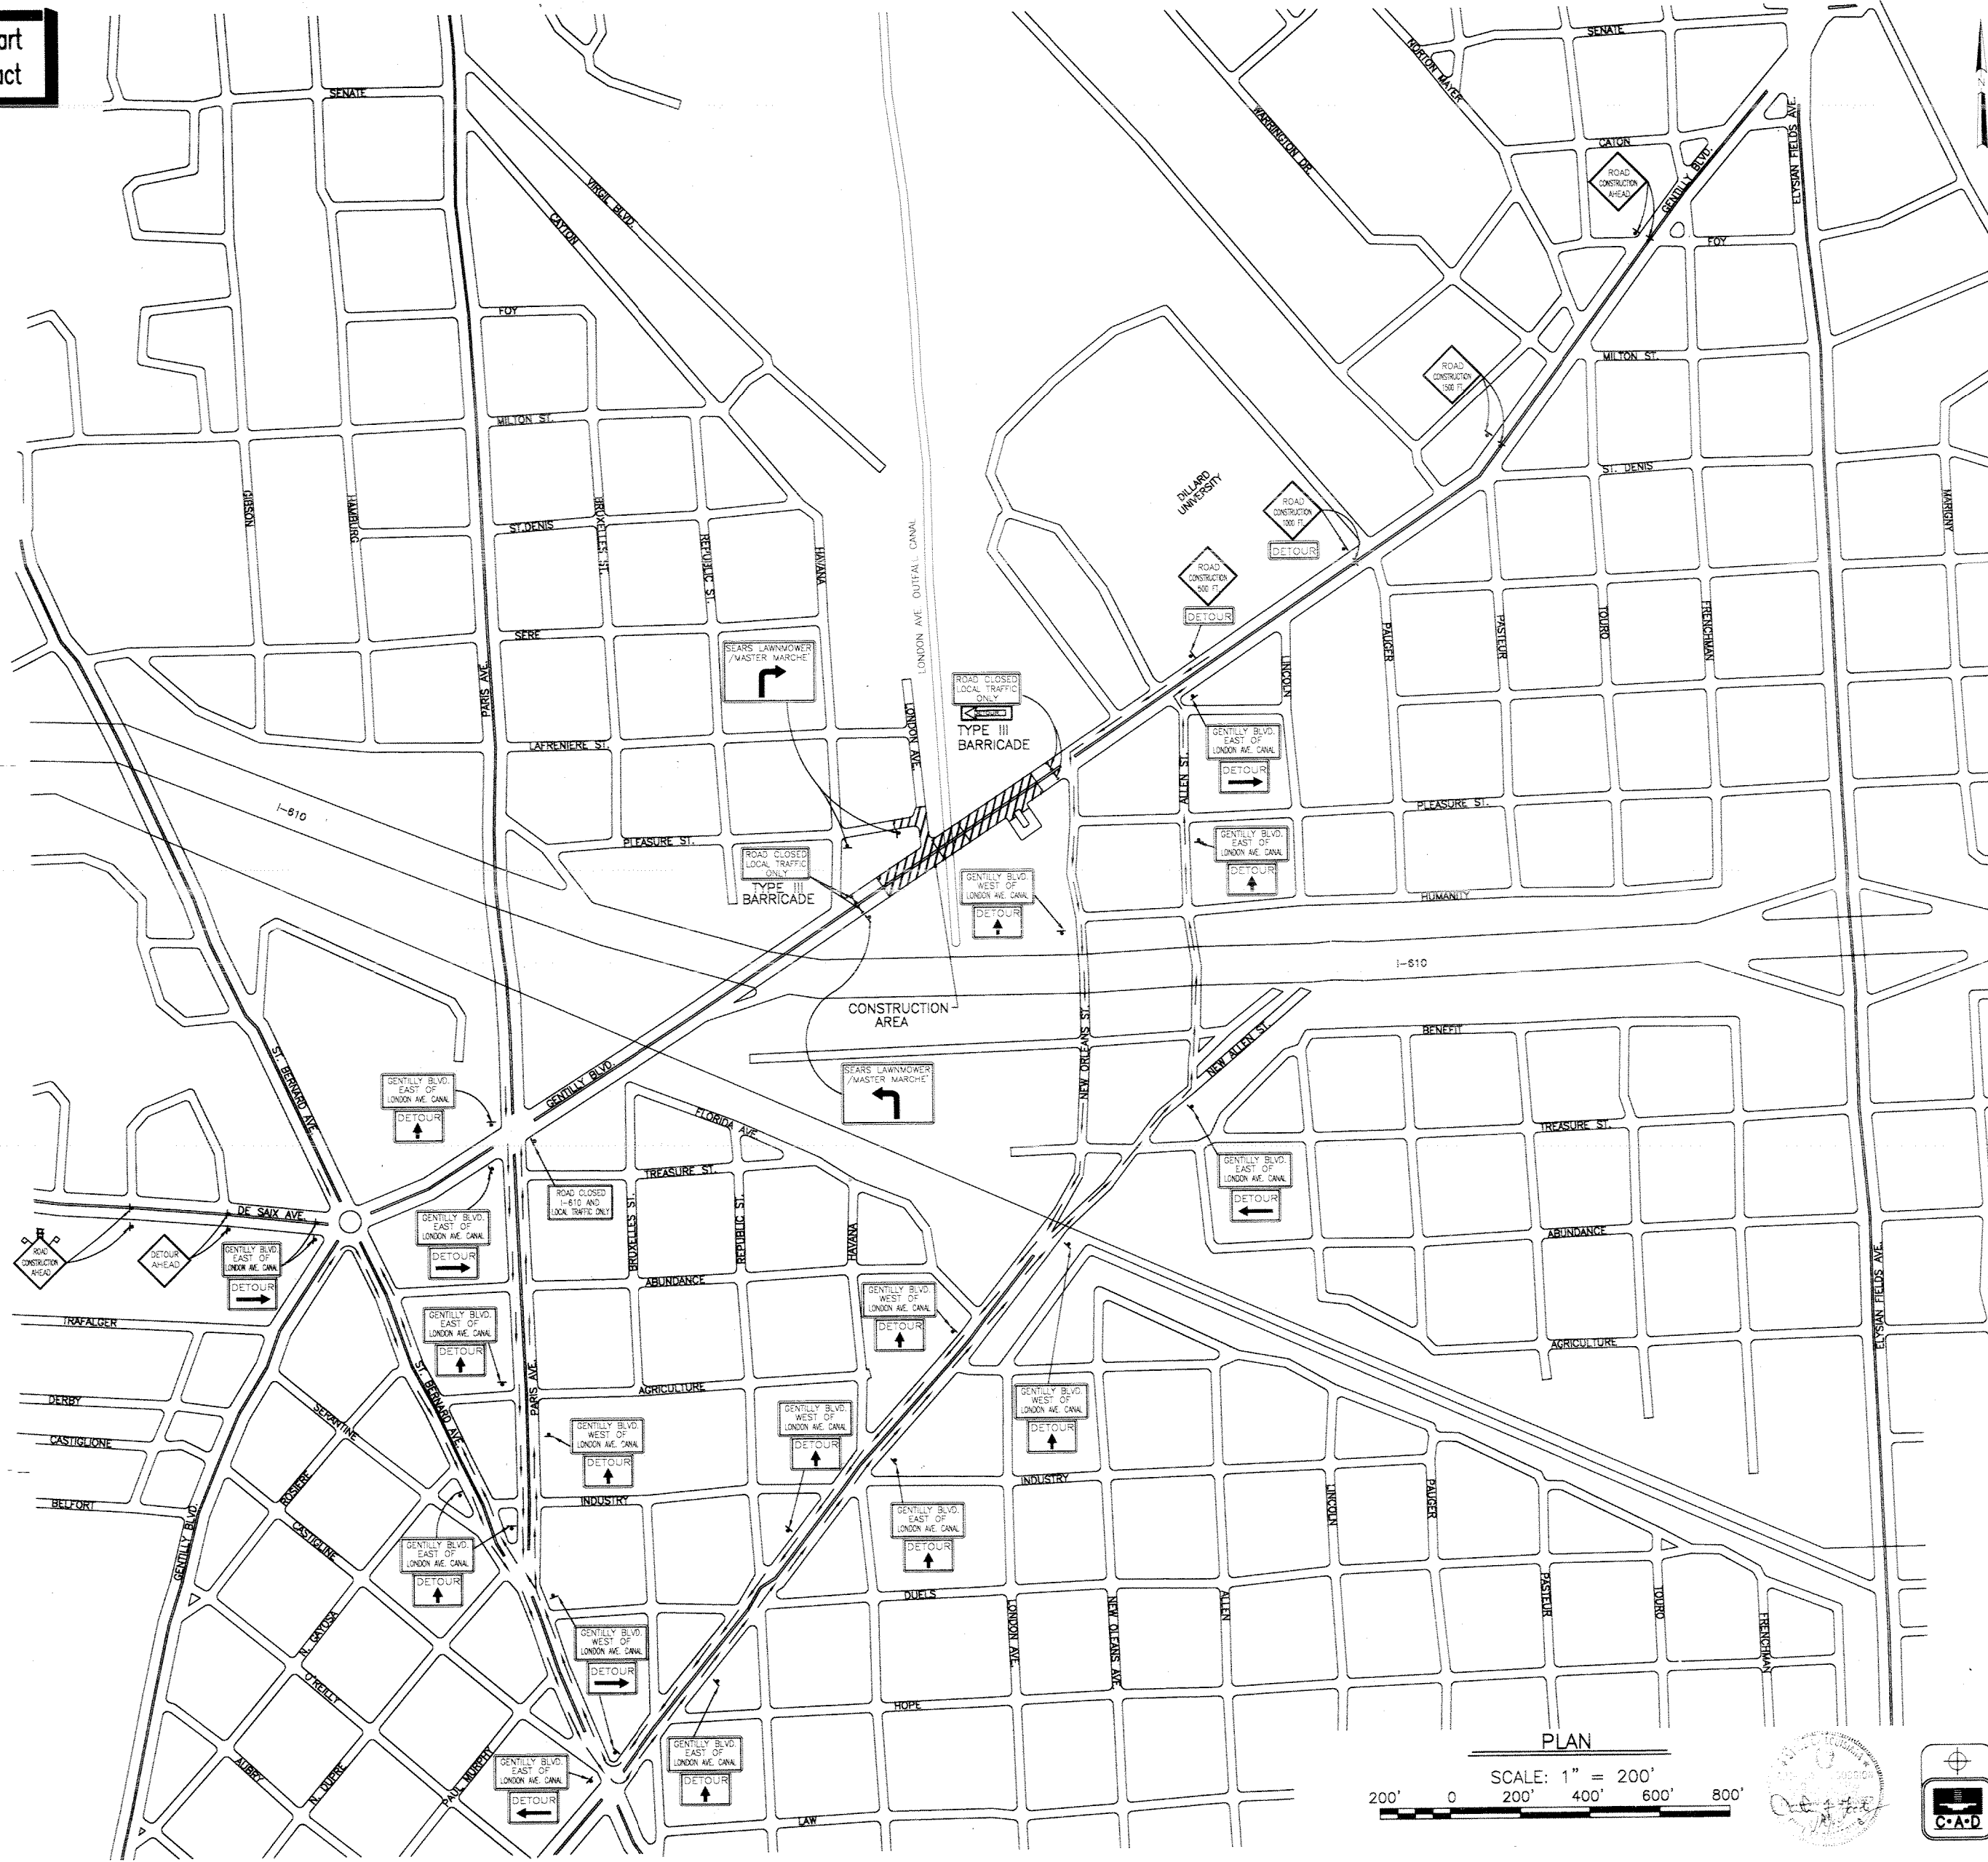 art
act
SENATE
SENATE
NORTON MAYER
WARRINGTON DR.
CATON
GENTILLY BLVD.
ELYSIAN FIELDS AVE.
ROAD
CONSTRUCTION
AHEAD
FOY
VIRGIL BLVD.
CAYTON
FOY
MILTON ST.
ROAD
CONSTRUCTION
1500 FT.
MILTON ST.
ST. DENIS
MARIGNY
GIBSON
HAMBURG
ST.DENIS
BRUXELLES ST.
REPUBLIC ST.
HAVANA
LONDON AVE. OUTFALL CANAL
DILLARD
UNIVERSITY
ROAD
CONSTRUCTION
1000 FT.
DETOUR
ROAD
CONSTRUCTION
500 FT.
DETOUR
PAUGER
PASTEUR
TOURO
FRENCHMAN
LINCOLN
SERE
PARIS AVE.
SEARS LAWNMOWER
/MASTER MARCHE'
ROAD CLOSED
LOCAL TRAFFIC
ONLY
DETOUR
TYPE III
BARRICADE
LONDON AVE.
LAFRENIERE ST.
GENTILLY BLVD.
EAST OF
LONDON AVE. CANAL
DETOUR
ALLEN ST.
PLEASURE ST.
I-610
PLEASURE ST.
ROAD CLOSED
LOCAL TRAFFIC
ONLY
TYPE III
BARRICADE
GENTILLY BLVD.
EAST OF
LONDON AVE. CANAL
DETOUR
GENTILLY BLVD.
WEST OF
LONDON AVE. CANAL
DETOUR
HUMANITY
I-610
CONSTRUCTION
AREA
NEW ORLEANS ST.
NEW ALLEN ST.
BENEFIT
ST. BERNARD AVE.
GENTILLY BLVD.
EAST OF
LONDON AVE. CANAL
DETOUR
GENTILLY BLVD.
SEARS LAWNMOWER
/MASTER MARCHE'
FLORIDA AVE.
TREASURE ST.
TREASURE ST.
GENTILLY BLVD.
EAST OF
LONDON AVE. CANAL
DETOUR
ROAD CLOSED
I-610 AND
LOCAL TRAFFIC ONLY
BRUXELLES ST.
REPUBLIC ST.
HAVANA
DE SAIX AVE.
GENTILLY BLVD.
EAST OF
LONDON AVE. CANAL
DETOUR
ROAD
CONSTRUCTION
AHEAD
DETOUR
AHEAD
GENTILLY BLVD.
EAST OF
LONDON AVE. CANAL
DETOUR
ABUNDANCE
ABUNDANCE
ELYSIAN FIELDS AVE.
TRAFALGER
GENTILLY BLVD.
EAST OF
LONDON AVE. CANAL
DETOUR
GENTILLY BLVD.
WEST OF
LONDON AVE. CANAL
DETOUR
AGRICULTURE
ST. BERNARD AVE.
PARIS AVE.
AGRICULTURE
GENTILLY BLVD.
WEST OF
LONDON AVE. CANAL
DETOUR
DERBY
SERANTINE
CASTIGLIONE
GENTILLY BLVD.
WEST OF
LONDON AVE. CANAL
DETOUR
GENTILLY BLVD.
WEST OF
LONDON AVE. CANAL
DETOUR
BELFORT
ROSIERE
INDUSTRY
INDUSTRY
LINCOLN
PAUGER
GENTILLY BLVD.
CASTIGLINE
GENTILLY BLVD.
EAST OF
LONDON AVE. CANAL
DETOUR
GENTILLY BLVD.
EAST OF
LONDON AVE. CANAL
DETOUR
DUELS
LONDON AVE.
NEW OLEANS AVE
ALLEN
PASTEUR
TOURO
FRENCHMAN
N. GAYOSA
O'REILLY
GENTILLY BLVD.
WEST OF
LONDON AVE. CANAL
DETOUR
HOPE
AUBRY
N. DUPRE
PAUL MURPHY
GENTILLY BLVD.
EAST OF
LONDON AVE. CANAL
DETOUR
GENTILLY BLVD.
EAST OF
LONDON AVE. CANAL
DETOUR
LAW
PLAN
SCALE: 1" = 200'
200' 0 200' 400' 600' 800'
C•A•D
N